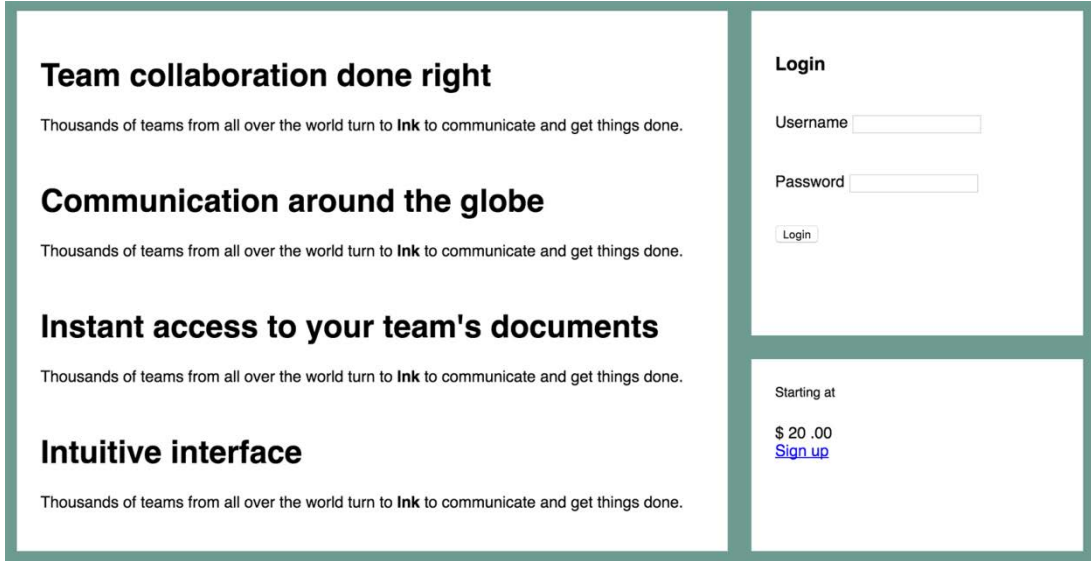 Team collaboration done right
Thousands of teams from all over the world turn to Ink to communicate and get things done.
Communication around the globe
Thousands of teams from all over the world turn to Ink to communicate and get things done.
Instant access to your team's documents
Thousands of teams from all over the world turn to Ink to communicate and get things done.
Intuitive interface
Thousands of teams from all over the world turn to Ink to communicate and get things done.
Login
Username
Password
Login
Starting at
$ 20 .00
Sign up